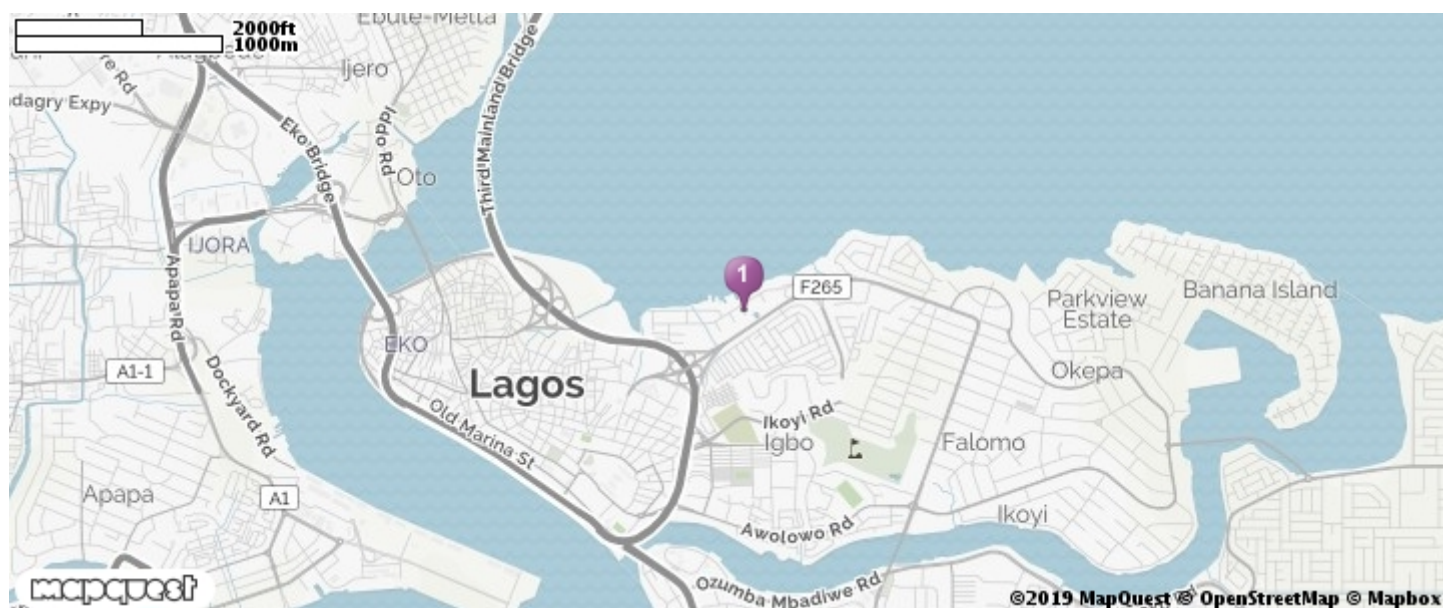 2000ft
1000m
Ebute-Metta
Ijero
dagry Expy
Eko Bridge
Iddo Rd
Third Mainland Bridge
Oto
IJORA
Apapa Rd
1
F265
Parkview
Estate
Banana Island
EKO
A1-1
Lagos
Okepa
Dockyard Rd
Old Marina St
Ikoyi Rd
Igbo
Falomo
Apapa
A1
Awolowo Rd
Ikoyi
Ozumba Mbadiwe Rd
mapquest
©2019 MapQuest © OpenStreetMap © Mapbox